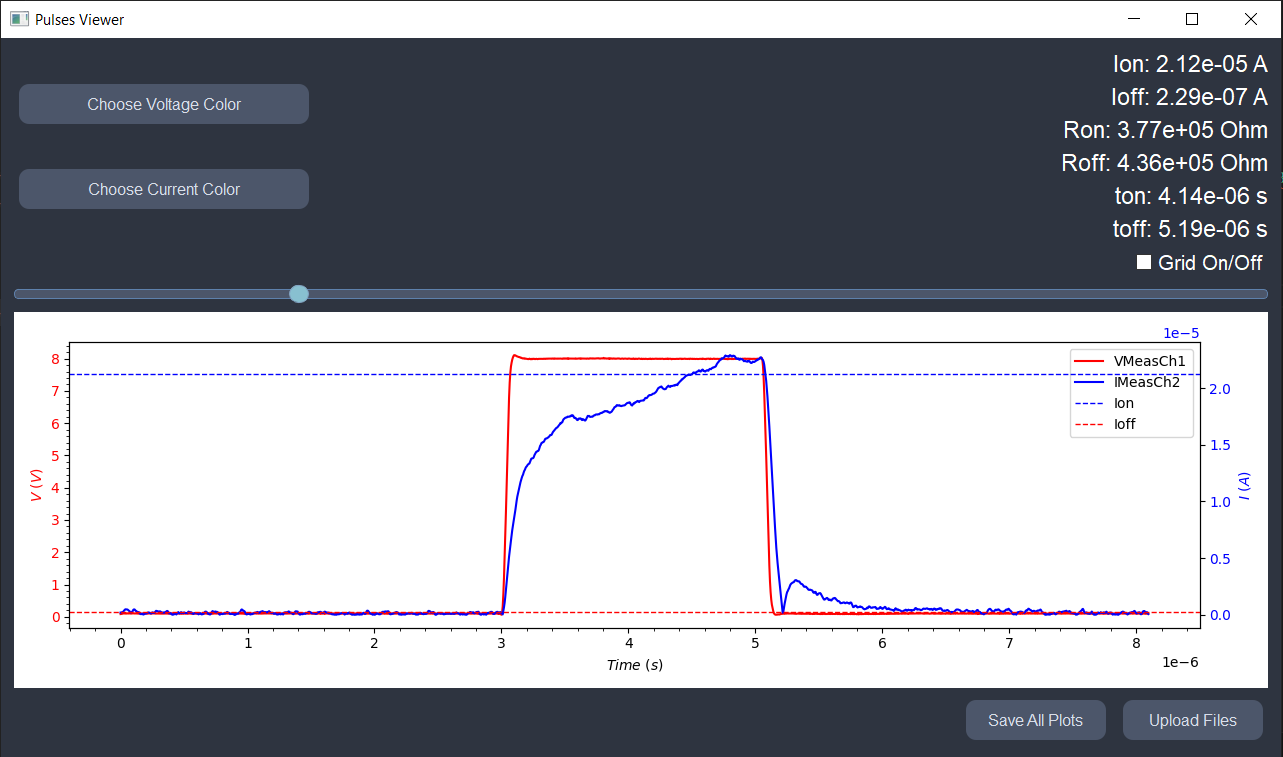 Pulses Viewer
Choose Voltage Color
Choose Current Color
Ion: 2.12e-05 A
Ioff: 2.29e-07 A
Ron: 3.77e+05 Ohm
Roff: 4.36e+05 Ohm
ton: 4.14e-06 s
toff: 5.19e-06 s
Grid On/Off
1e-5
8
7
6
5
4
3
2
1
0
V (V)
VMeasCh1
IMeasCh2
Ion
Ioff
2.0
1.5
1.0
0.5
0.0
I (A)
0 1 2 3 4 5 6 7 8
Time (s)
1e-6
Save All Plots
Upload Files